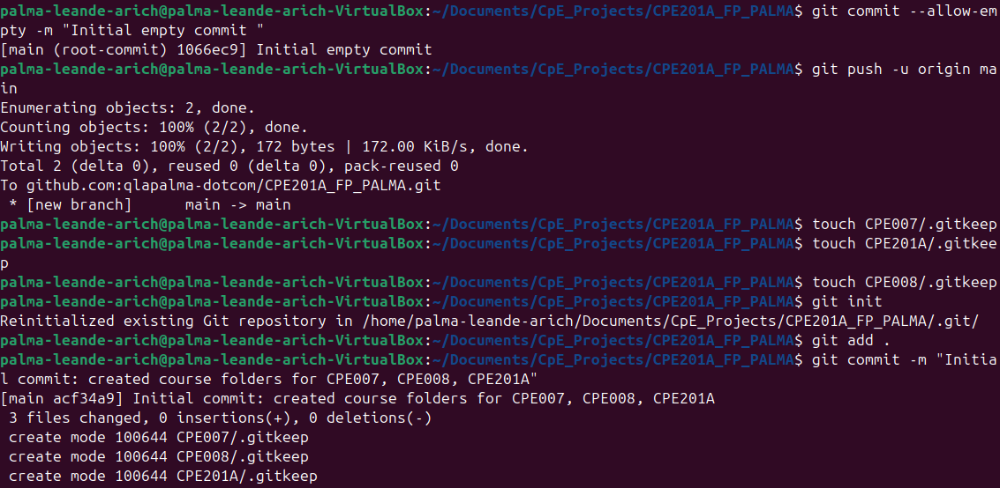 palma-leande-arich@palma-leande-arich-VirtualBox:~/Documents/CpE_Projects/CPE201A_FP_PALMA$ git commit --allow-em
pty -m "Initial empty commit "
[main (root-commit) 1066ec9] Initial empty commit
palma-leande-arich@palma-leande-arich-VirtualBox:~/Documents/CpE_Projects/CPE201A_FP_PALMA$ git push -u origin ma
in
Enumerating objects: 2, done.
Counting objects: 100% (2/2), done.
Writing objects: 100% (2/2), 172 bytes | 172.00 KiB/s, done.
Total 2 (delta 0), reused 0 (delta 0), pack-reused 0
To github.com:qlapalma-dotcom/CPE201A_FP_PALMA.git
 * [new branch]      main -> main
palma-leande-arich@palma-leande-arich-VirtualBox:~/Documents/CpE_Projects/CPE201A_FP_PALMA$ touch CPE007/.gitkeep
palma-leande-arich@palma-leande-arich-VirtualBox:~/Documents/CpE_Projects/CPE201A_FP_PALMA$ touch CPE201A/.gitkee
p
palma-leande-arich@palma-leande-arich-VirtualBox:~/Documents/CpE_Projects/CPE201A_FP_PALMA$ touch CPE008/.gitkeep
palma-leande-arich@palma-leande-arich-VirtualBox:~/Documents/CpE_Projects/CPE201A_FP_PALMA$ git init
Reinitialized existing Git repository in /home/palma-leande-arich/Documents/CpE_Projects/CPE201A_FP_PALMA/.git/
palma-leande-arich@palma-leande-arich-VirtualBox:~/Documents/CpE_Projects/CPE201A_FP_PALMA$ git add .
palma-leande-arich@palma-leande-arich-VirtualBox:~/Documents/CpE_Projects/CPE201A_FP_PALMA$ git commit -m "Initia
l commit: created course folders for CPE007, CPE008, CPE201A"
[main acf34a9] Initial commit: created course folders for CPE007, CPE008, CPE201A
 3 files changed, 0 insertions(+), 0 deletions(-)
 create mode 100644 CPE007/.gitkeep
 create mode 100644 CPE008/.gitkeep
 create mode 100644 CPE201A/.gitkeep